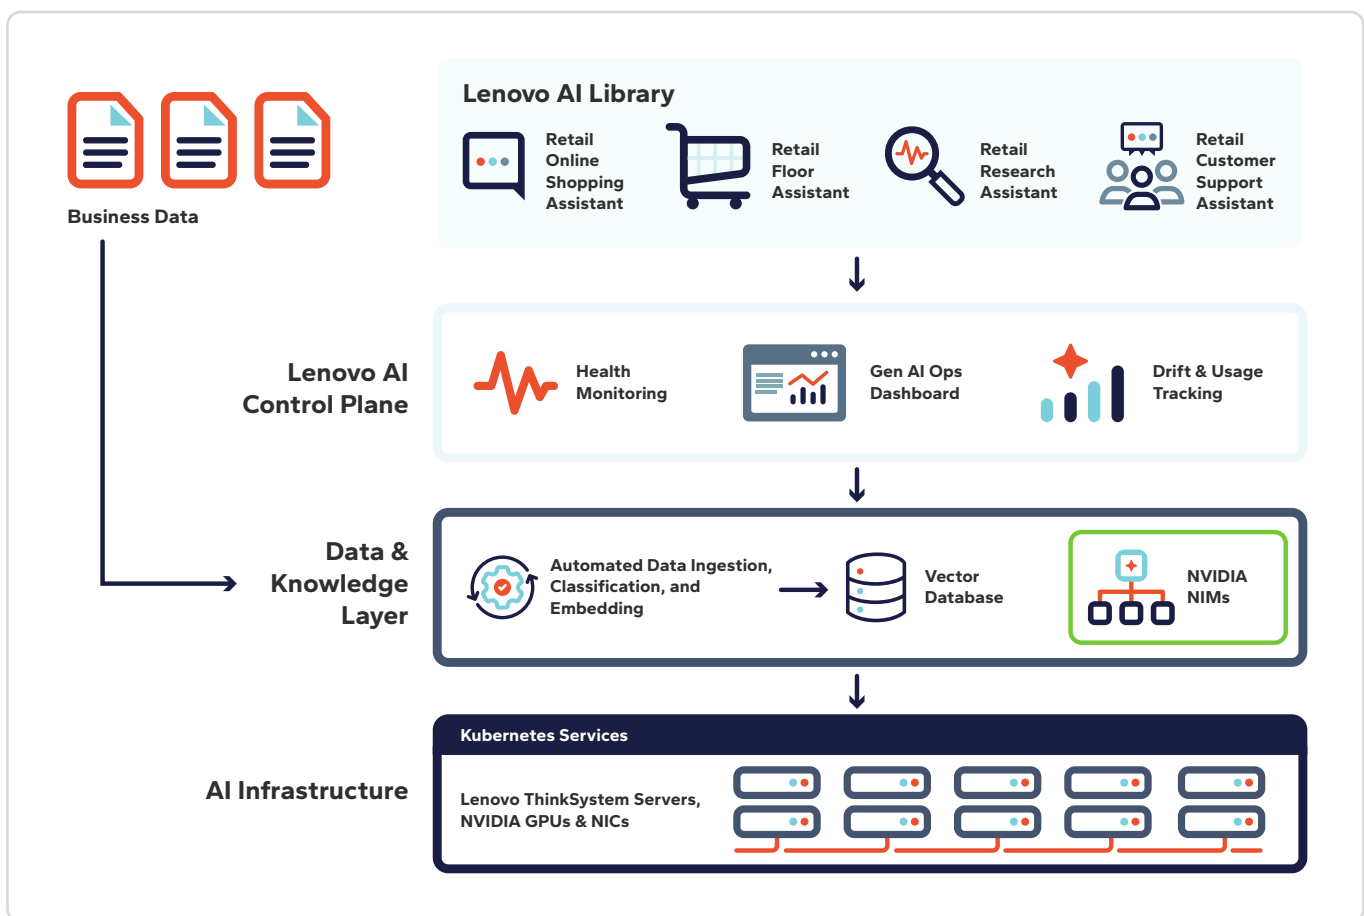 Lenovo AI Library
Retail
Online
Shopping
Assistant
Retail
Floor
Assistant
Retail
Research
Assistant
Retail
Customer
Support
Assistant
Business Data
Lenovo AI
Control Plane
Health
Monitoring
Gen AI Ops
Dashboard
Drift & Usage
Tracking
Data &
Knowledge
Layer
Automated Data Ingestion,
Classification, and
Embedding
Vector
Database
NVIDIA
NIMs
AI Infrastructure
Kubernetes Services
Lenovo ThinkSystem Servers,
NVIDIA GPUs & NICs